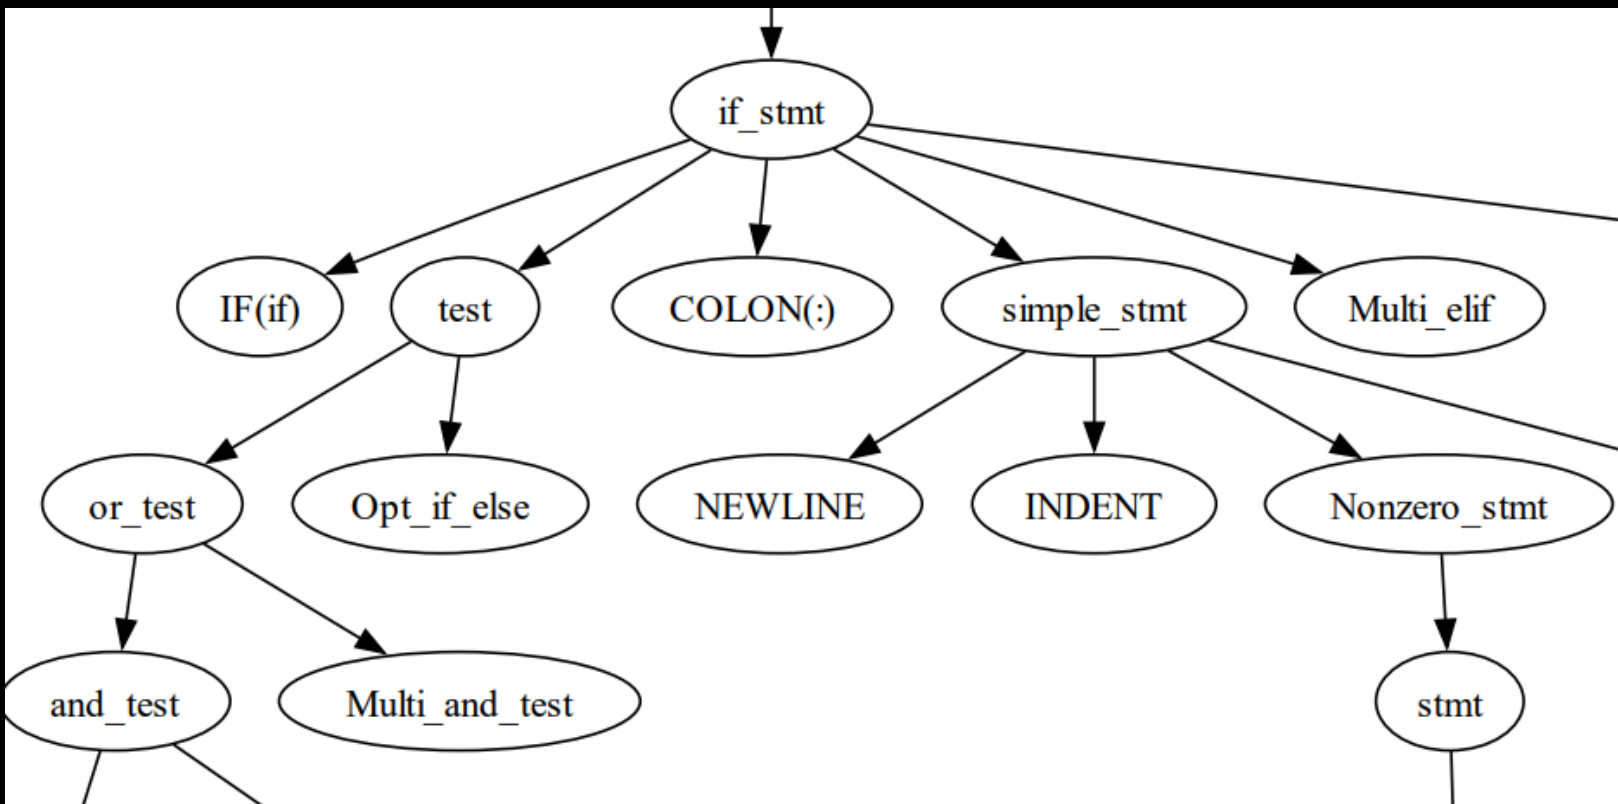 if_stmt
IF(if)
test
COLON(:)
simple_stmt
Multi_elif
or_test
Opt_if_else
NEWLINE
INDENT
Nonzero_stmt
and_test
Multi_and_test
stmt